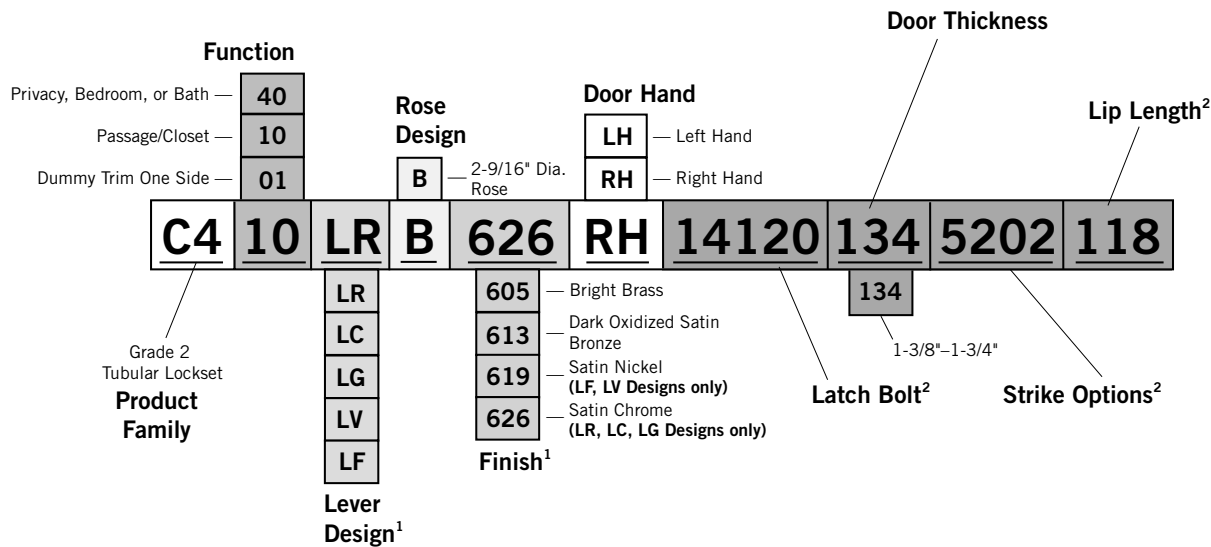 Door Thickness
Function
Privacy, Bedroom, or Bath
40
Passage/Closet
10
Dummy Trim One Side
01
Rose
Design
B
2-9/16" Dia.
Rose
Door Hand
LH
Left Hand
RH
Right Hand
Lip Length²
C4 10 LR B 626 RH 14120 134 5202 118
Grade 2
Tubular Lockset
Product
Family
LR
LC
LG
LV
LF
Lever
Design¹
605
Bright Brass
613
Dark Oxidized Satin
Bronze
619
Satin Nickel
(LF, LV Designs only)
626
Satin Chrome
(LR, LC, LG Designs only)
Finish¹
134
1-3/8"–1-3/4"
Latch Bolt²
Strike Options²